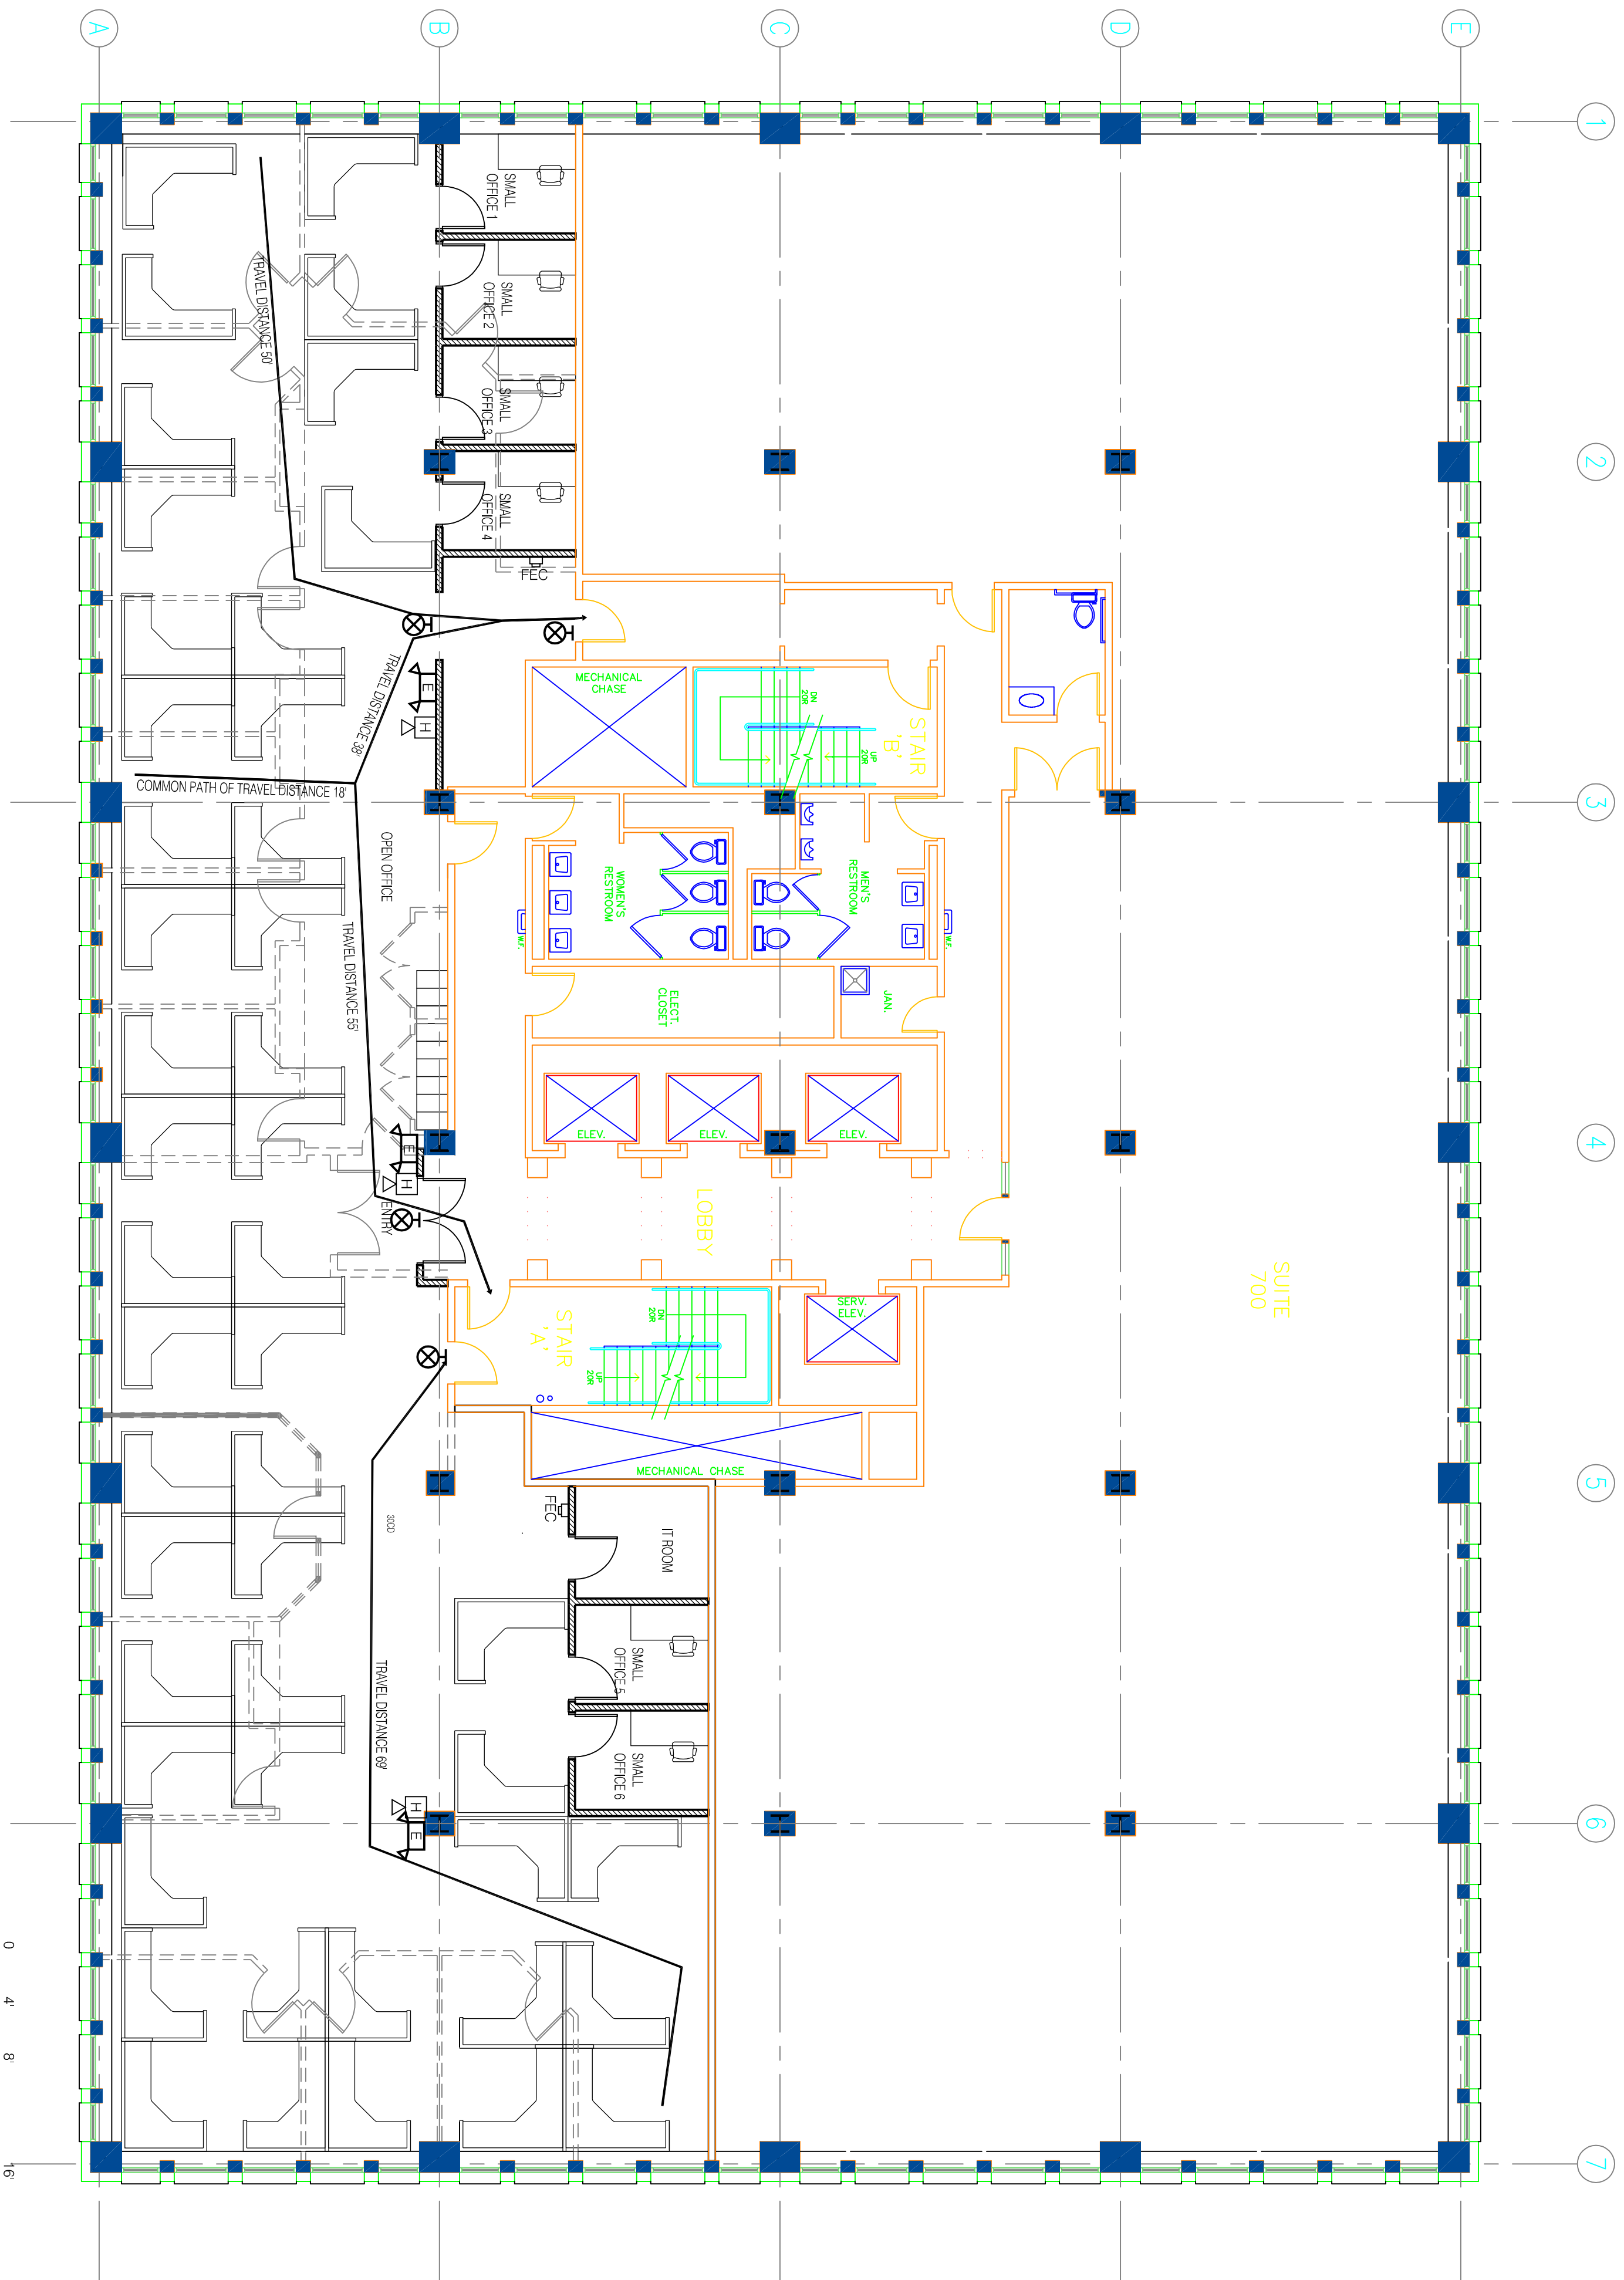 A
B
C
D
E
1
2
3
4
5
6
7
SMALL
OFFICE 1
SMALL
OFFICE 2
SMALL
OFFICE 3
SMALL
OFFICE 4
FEC
TRAVEL DISTANCE 50'
TRAVEL DISTANCE 38'
COMMON PATH OF TRAVEL DISTANCE 18'
E
H
MECHANICAL
CHASE
DN
20R
UP
20R
STAIR
'B'
OPEN OFFICE
TRAVEL DISTANCE 55'
WOMEN'S
RESTROOM
MEN'S
RESTROOM
W.F.
W.F.
ELECT.
CLOSET
JAN.
ELEV.
ELEV.
ELEV.
E
H
ENTRY
LOBBY
SUITE
700
STAIR
'A'
DN
20R
UP
20R
SERV.
ELEV.
MECHANICAL CHASE
FEC
30CD
IT ROOM
SMALL
OFFICE 5
SMALL
OFFICE 6
TRAVEL DISTANCE 69'
H
E
0
4'
8'
16'